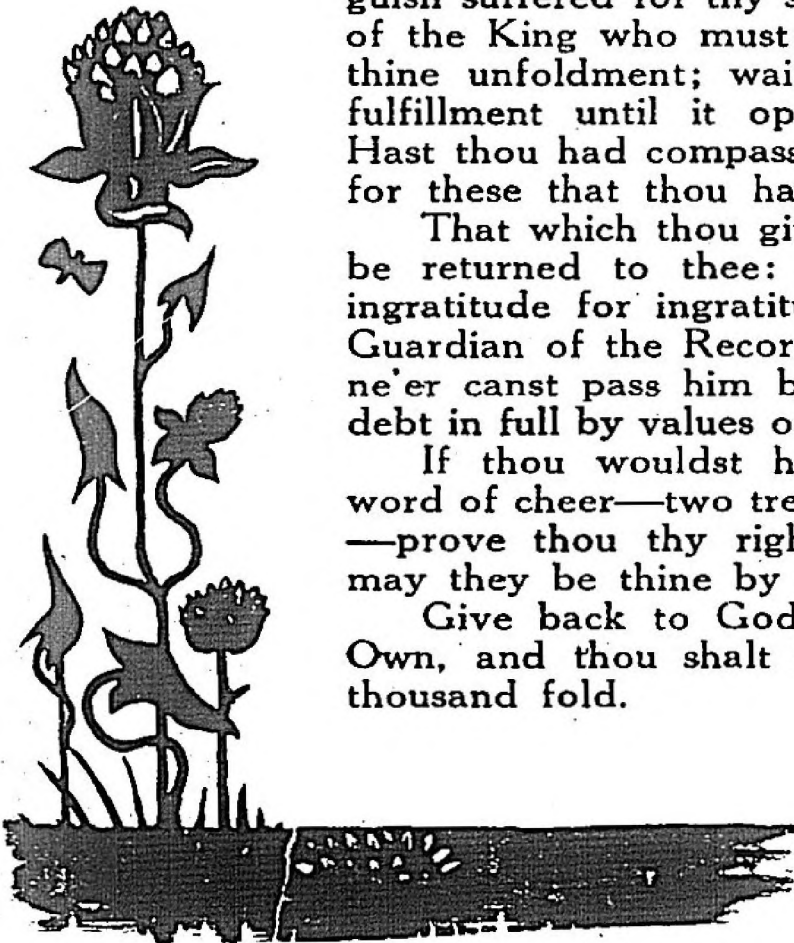 guish suffered for thy s
of the King who must
thine unfoldment; wai
fulfillment until it op
Hast thou had compass
for these that thou ha
That which thou gi
be returned to thee:
ingratitude for ingratitu
Guardian of the Recor
ne'er canst pass him b
debt in full by values o
If thou wouldst h
word of cheer—two tre
—prove thou thy righ
may they be thine by
Give back to God
Own, and thou shalt
thousand fold.